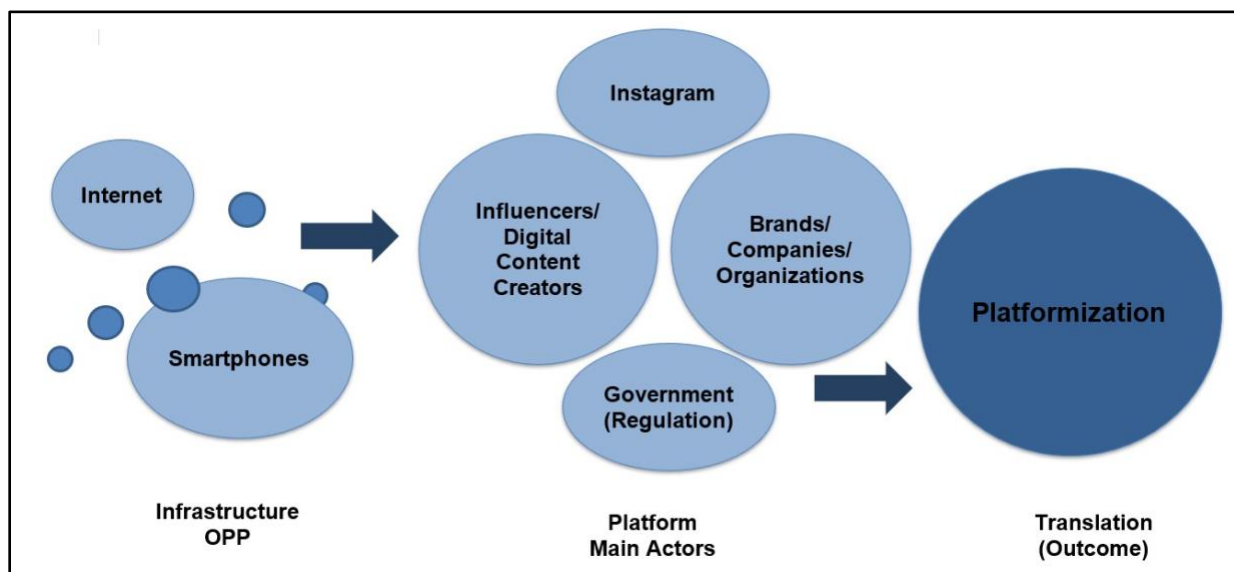 Instagram
Internet
Influencers/
Digital
Content
Creators
Brands/
Companies/
Organizations
Smartphones
Government
(Regulation)
Platformization
Infrastructure
OPP
Platform
Main Actors
Translation
(Outcome)